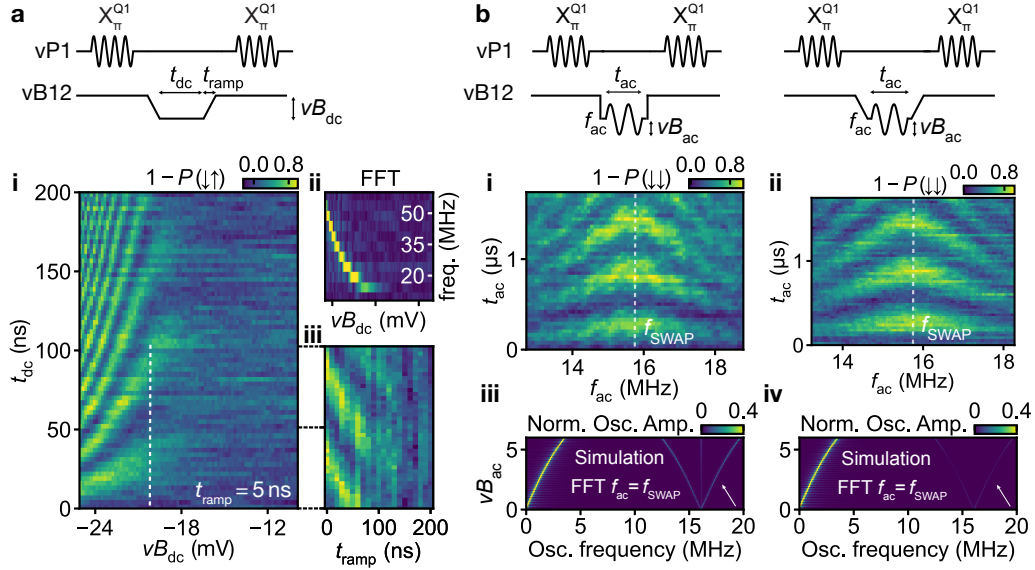 a
X_π^Q1 X_π^Q1
vP1
t_dc t_ramp
vB12
vB_dc
i
1 − P (↓↑)
0.0 0.8
200
150
100
50
0
t_dc (ns)
t_ramp = 5 ns
−24 −18 −12
vB_dc (mV)
ii
FFT
50
35
20
freq. (MHz)
vB_dc (mV)
iii
0 100 200
t_ramp (ns)
b
X_π^Q1 X_π^Q1
X_π^Q1 X_π^Q1
vP1
t_ac
t_ac
vB12
f_ac
vB_ac
f_ac
vB_ac
i
1 − P (↓↓)
0.0 0.8
1
0
t_ac (μs)
f_SWAP
14 16 18
f_ac (MHz)
ii
1 − P (↓↓)
0.0 0.8
1
0
t_ac (μs)
f_SWAP
14 16 18
f_ac (MHz)
iii
Norm. Osc. Amp.
0 0.4
5
0
vB_ac
Simulation
FFT f_ac = f_SWAP
0 5 10 15 20
Osc. frequency (MHz)
iv
Norm. Osc. Amp.
0 0.4
5
0
Simulation
FFT f_ac = f_SWAP
0 5 10 15 20
Osc. frequency (MHz)